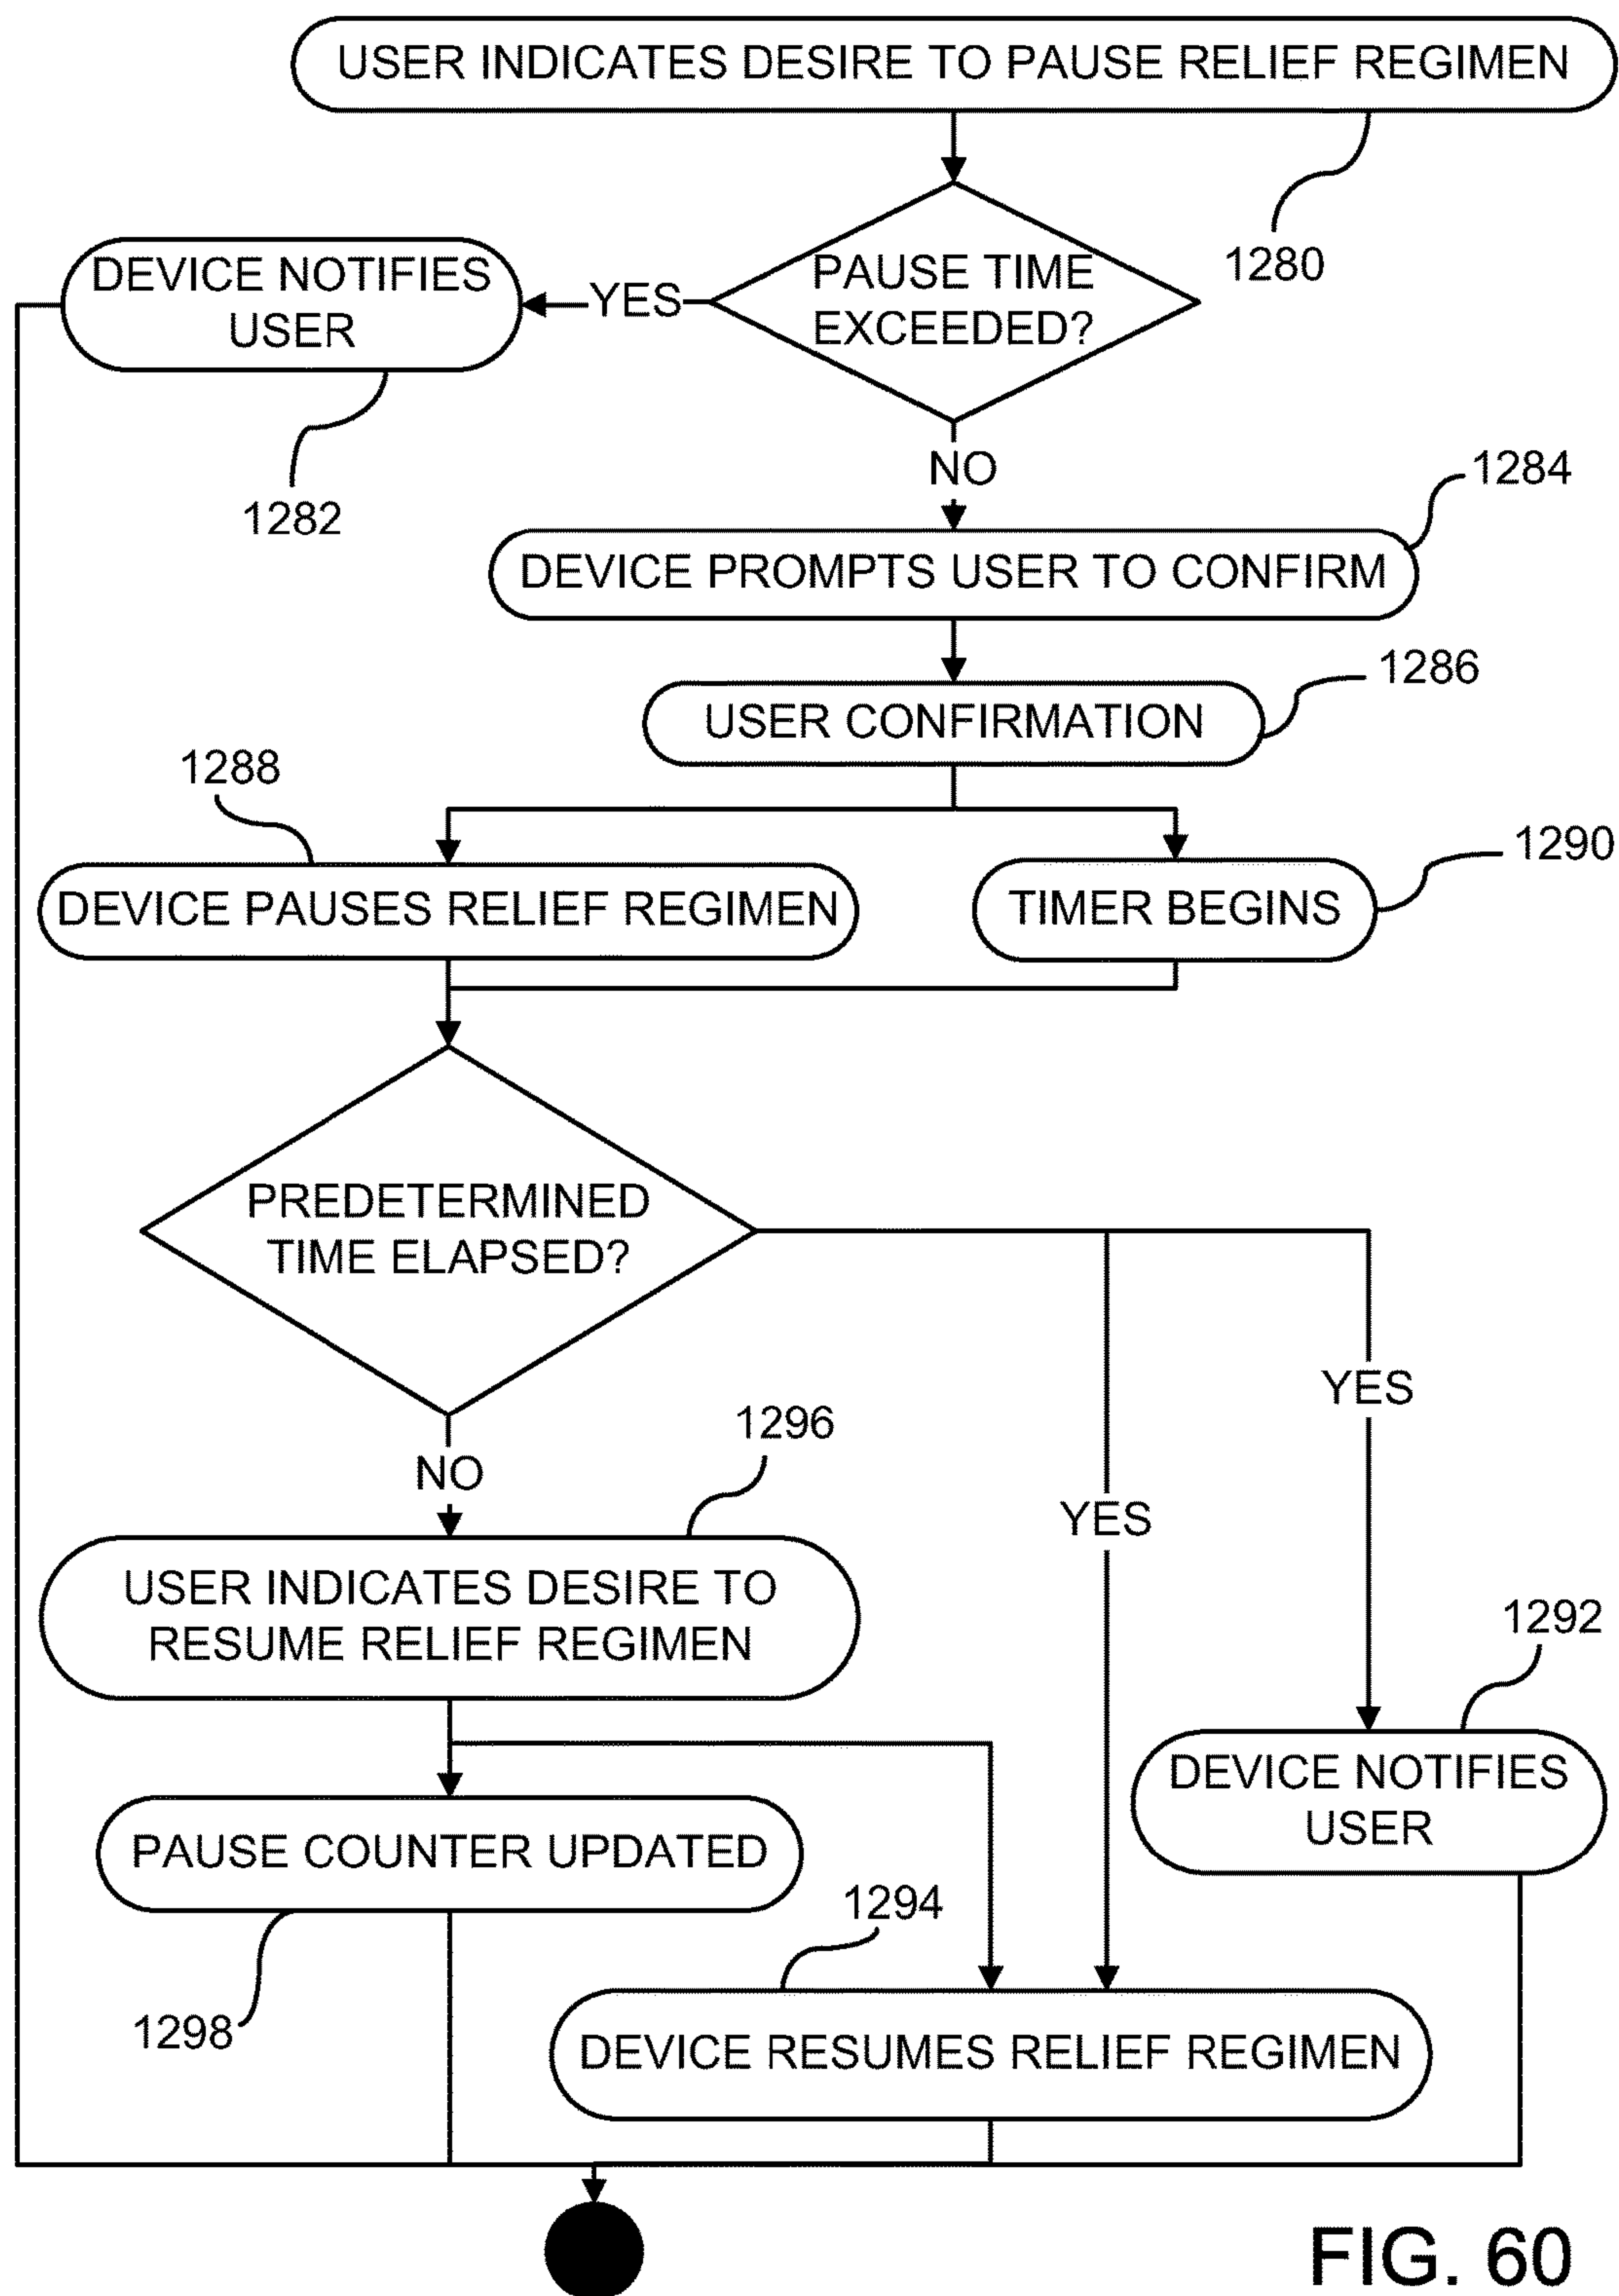 USER INDICATES DESIRE TO PAUSE RELIEF REGIMEN
1280
PAUSE TIME
EXCEEDED?
YES
DEVICE NOTIFIES
USER
1282
NO
1284
DEVICE PROMPTS USER TO CONFIRM
1286
USER CONFIRMATION
1288
DEVICE PAUSES RELIEF REGIMEN
1290
TIMER BEGINS
PREDETERMINED
TIME ELAPSED?
YES
YES
NO
1296
USER INDICATES DESIRE TO
RESUME RELIEF REGIMEN
1292
DEVICE NOTIFIES
USER
PAUSE COUNTER UPDATED
1298
1294
DEVICE RESUMES RELIEF REGIMEN
FIG. 60